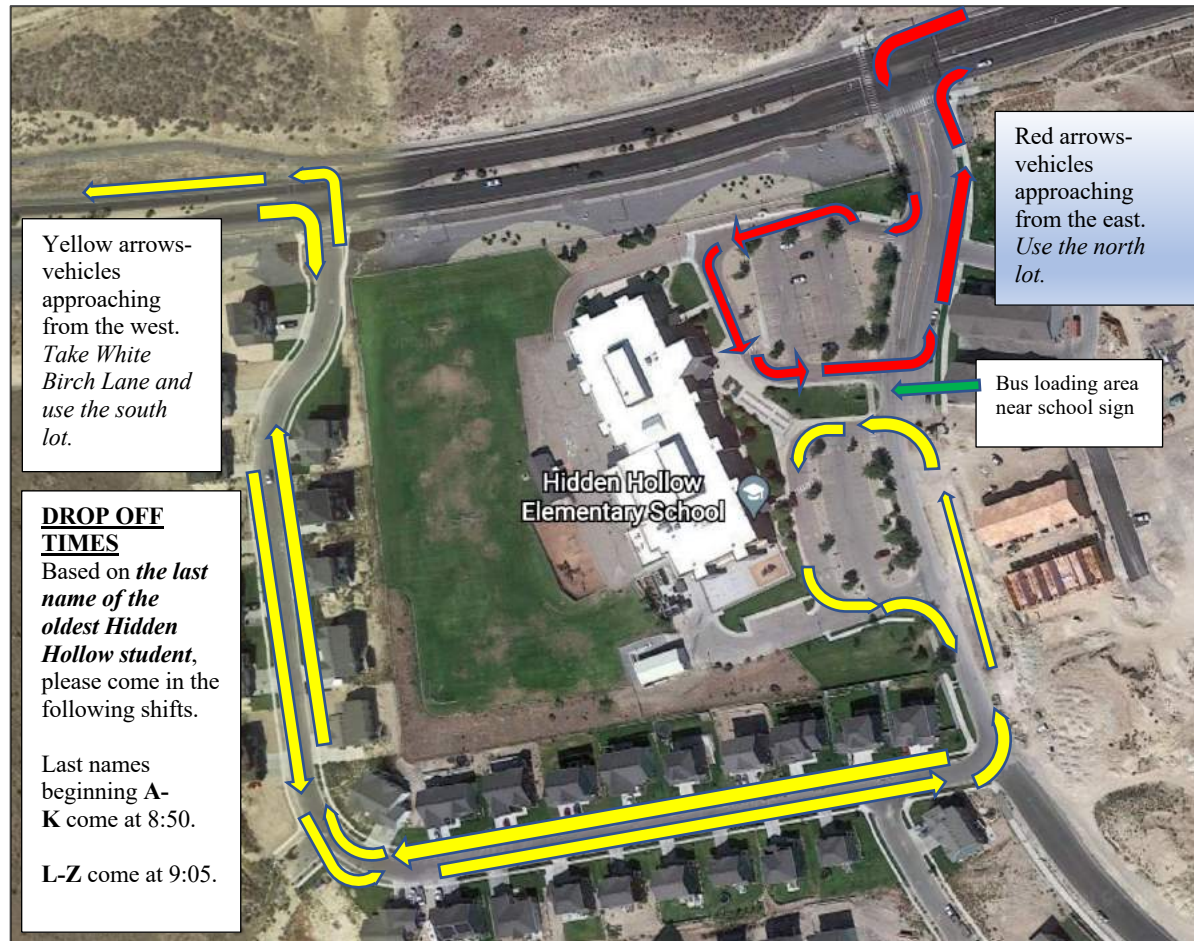 Red arrows-
vehicles
approaching
from the east.
Use the north
lot.
Yellow arrows-
vehicles
approaching
from the west.
Take White
Birch Lane and
use the south
lot.
Bus loading area
near school sign
Hidden Hollow
Elementary School
DROP OFF
TIMES
Based on the last
name of the
oldest Hidden
Hollow student,
please come in the
following shifts.
Last names
beginning A-
K come at 8:50.
L-Z come at 9:05.